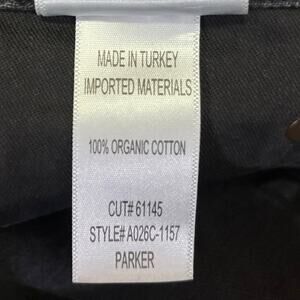 MADE IN TURKEY
IMPORTED MATERIALS
100% ORGANIC COTTON
CUT# 61145
STYLE# A026C-1157
PARKER